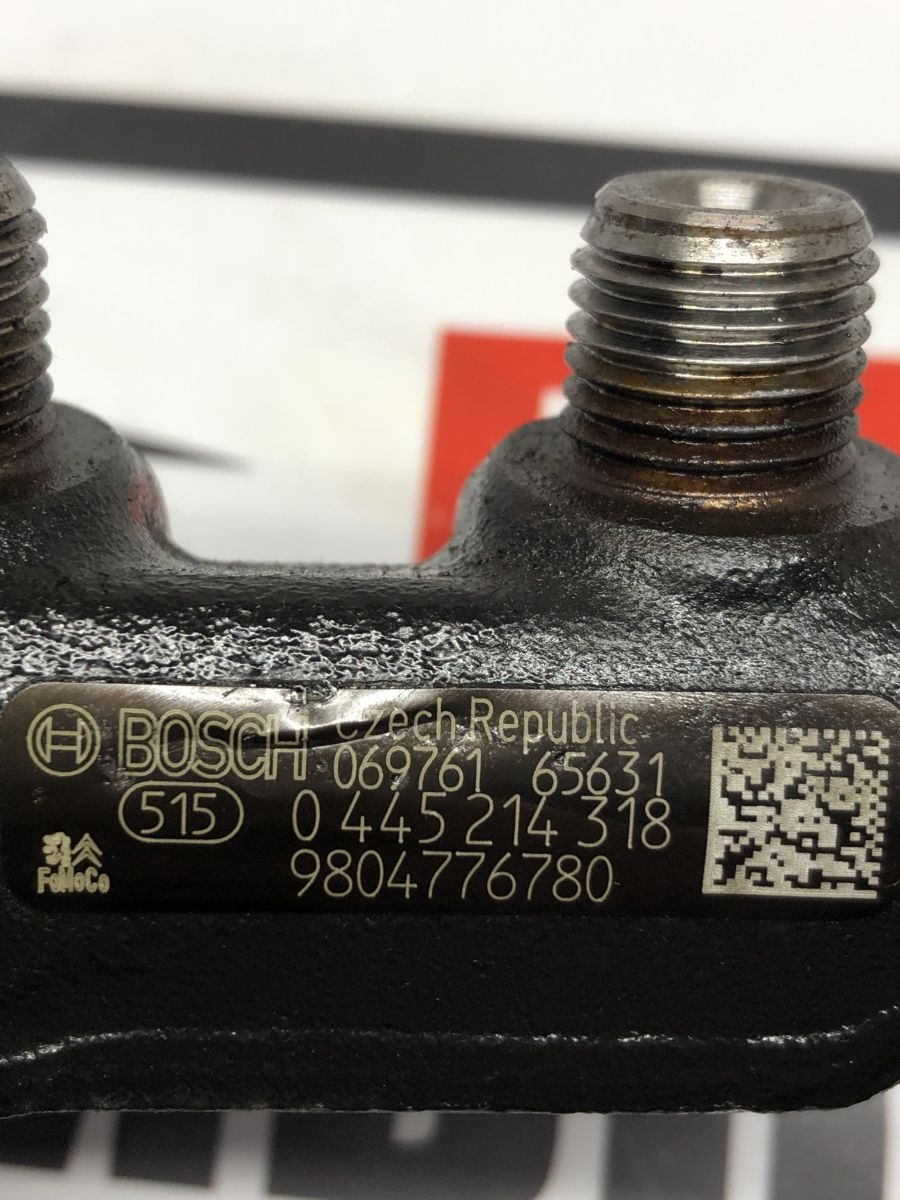 BOSCH Czech Republic
069761 65631
515 0 445 214 318
9804776780
FoMoCo